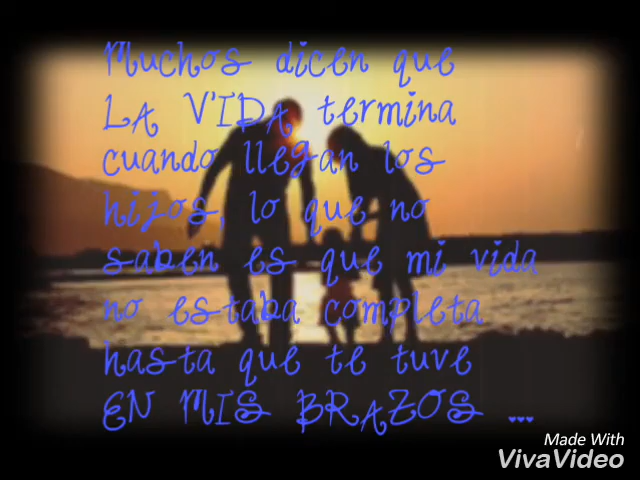 Muchos dicen que
LA VIDA termina
cuando llegan los
hijos, lo que no
saben es que mi vida
no estaba completa
hasta que te tuve
EN MIS BRAZOS ...
Made With
VivaVideo